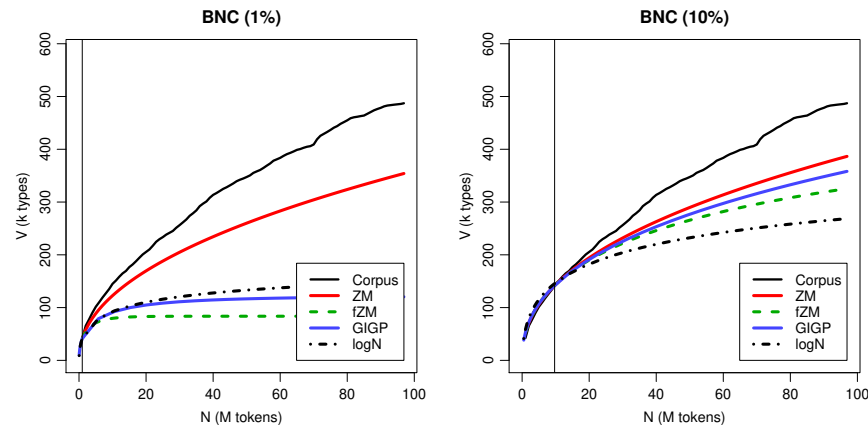 BNC (1%)
V (k types)
600
500
400
300
200
100
0
0
20
40
60
80
100
N (M tokens)
Corpus
ZM
fZM
GIGP
logN
BNC (10%)
V (k types)
600
500
400
300
200
100
0
0
20
40
60
80
100
N (M tokens)
Corpus
ZM
fZM
GIGP
logN